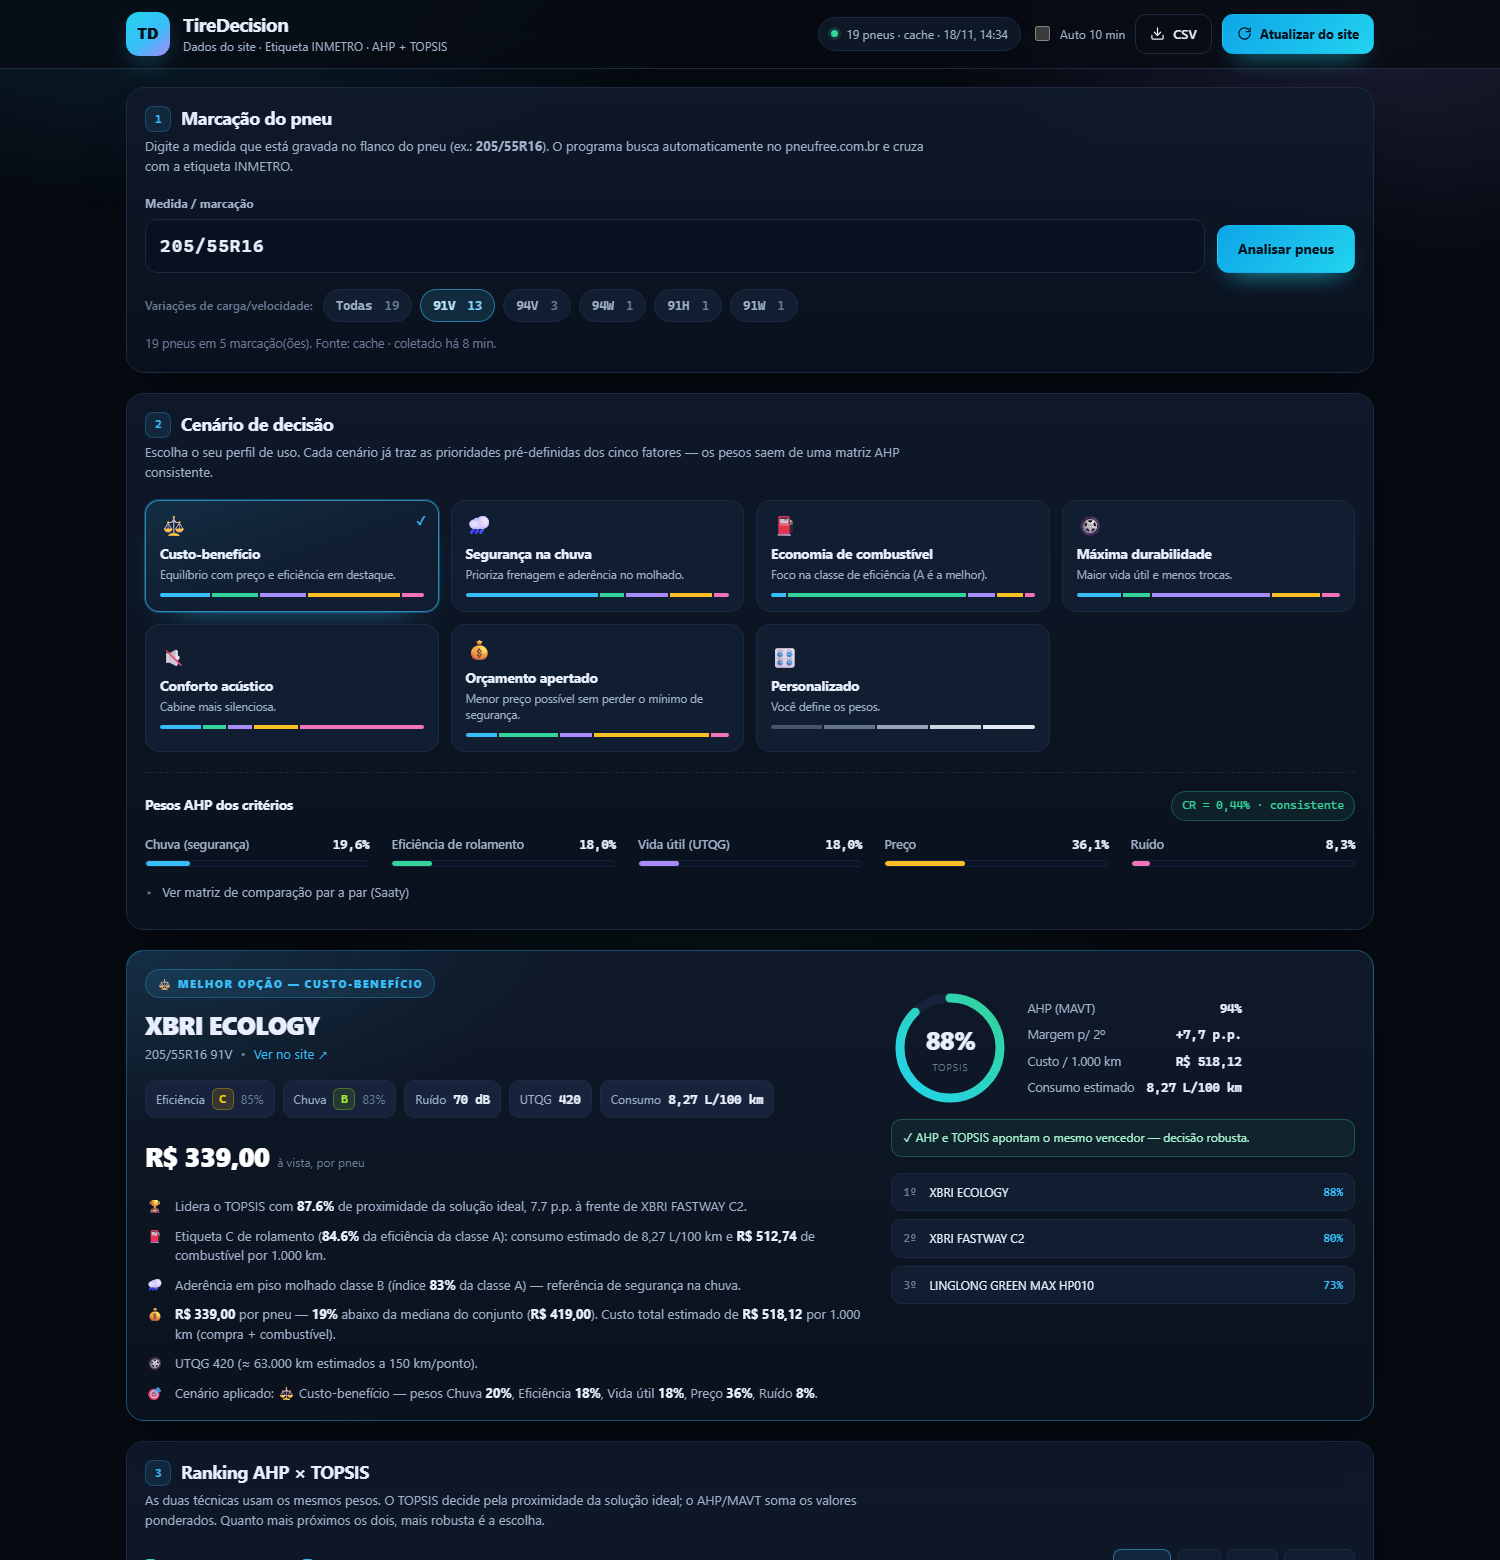 TD
TireDecision
Dados do site · Etiqueta INMETRO · AHP + TOPSIS
19 pneus · cache · 18/11, 14:34
Auto 10 min
CSV
Atualizar do site
1
Marcação do pneu
Digite a medida que está gravada no flanco do pneu (ex.: 205/55R16). O programa busca automaticamente no pneufree.com.br e cruza
com a etiqueta INMETRO.
Medida / marcação
205/55R16
Analisar pneus
Variações de carga/velocidade:
Todas 19
91V 13
94V 3
94W 1
91H 1
91W 1
19 pneus em 5 marcação(ões). Fonte: cache · coletado há 8 min.
2
Cenário de decisão
Escolha o seu perfil de uso. Cada cenário já traz as prioridades pré-definidas dos cinco fatores — os pesos saem de uma matriz AHP
consistente.
✓
Custo-benefício
Equilíbrio com preço e eficiência em destaque.
Segurança na chuva
Prioriza frenagem e aderência no molhado.
Economia de combustível
Foco na classe de eficiência (A é a melhor).
Máxima durabilidade
Maior vida útil e menos trocas.
Conforto acústico
Cabine mais silenciosa.
Orçamento apertado
Menor preço possível sem perder o mínimo de
segurança.
Personalizado
Você define os pesos.
Pesos AHP dos critérios
CR = 0,44% · consistente
Chuva (segurança) 19,6%
Eficiência de rolamento 18,0%
Vida útil (UTQG) 18,0%
Preço 36,1%
Ruído 8,3%
Ver matriz de comparação par a par (Saaty)
MELHOR OPÇÃO — CUSTO-BENEFÍCIO
XBRI ECOLOGY
205/55R16 91V • Ver no site ↗
Eficiência C 85%
Chuva B 83%
Ruído 70 dB
UTQG 420
Consumo 8,27 L/100 km
R$ 339,00 à vista, por pneu
Lidera o TOPSIS com 87.6% de proximidade da solução ideal, 7.7 p.p. à frente de XBRI FASTWAY C2.
Etiqueta C de rolamento (84.6% da eficiência da classe A): consumo estimado de 8,27 L/100 km e R$ 512,74 de
combustível por 1.000 km.
Aderência em piso molhado classe B (índice 83% da classe A) — referência de segurança na chuva.
R$ 339,00 por pneu — 19% abaixo da mediana do conjunto (R$ 419,00). Custo total estimado de R$ 518,12 por 1.000
km (compra + combustível).
UTQG 420 (≈ 63.000 km estimados a 150 km/ponto).
Cenário aplicado: Custo-benefício — pesos Chuva 20%, Eficiência 18%, Vida útil 18%, Preço 36%, Ruído 8%.
88%
TOPSIS
AHP (MAVT) 94%
Margem p/ 2º +7,7 p.p.
Custo / 1.000 km R$ 518,12
Consumo estimado 8,27 L/100 km
✓ AHP e TOPSIS apontam o mesmo vencedor — decisão robusta.
1º XBRI ECOLOGY 88%
2º XBRI FASTWAY C2 80%
3º LINGLONG GREEN MAX HP010 73%
3
Ranking AHP × TOPSIS
As duas técnicas usam os mesmos pesos. O TOPSIS decide pela proximidade da solução ideal; o AHP/MAVT soma os valores
ponderados. Quanto mais próximos os dois, mais robusta é a escolha.